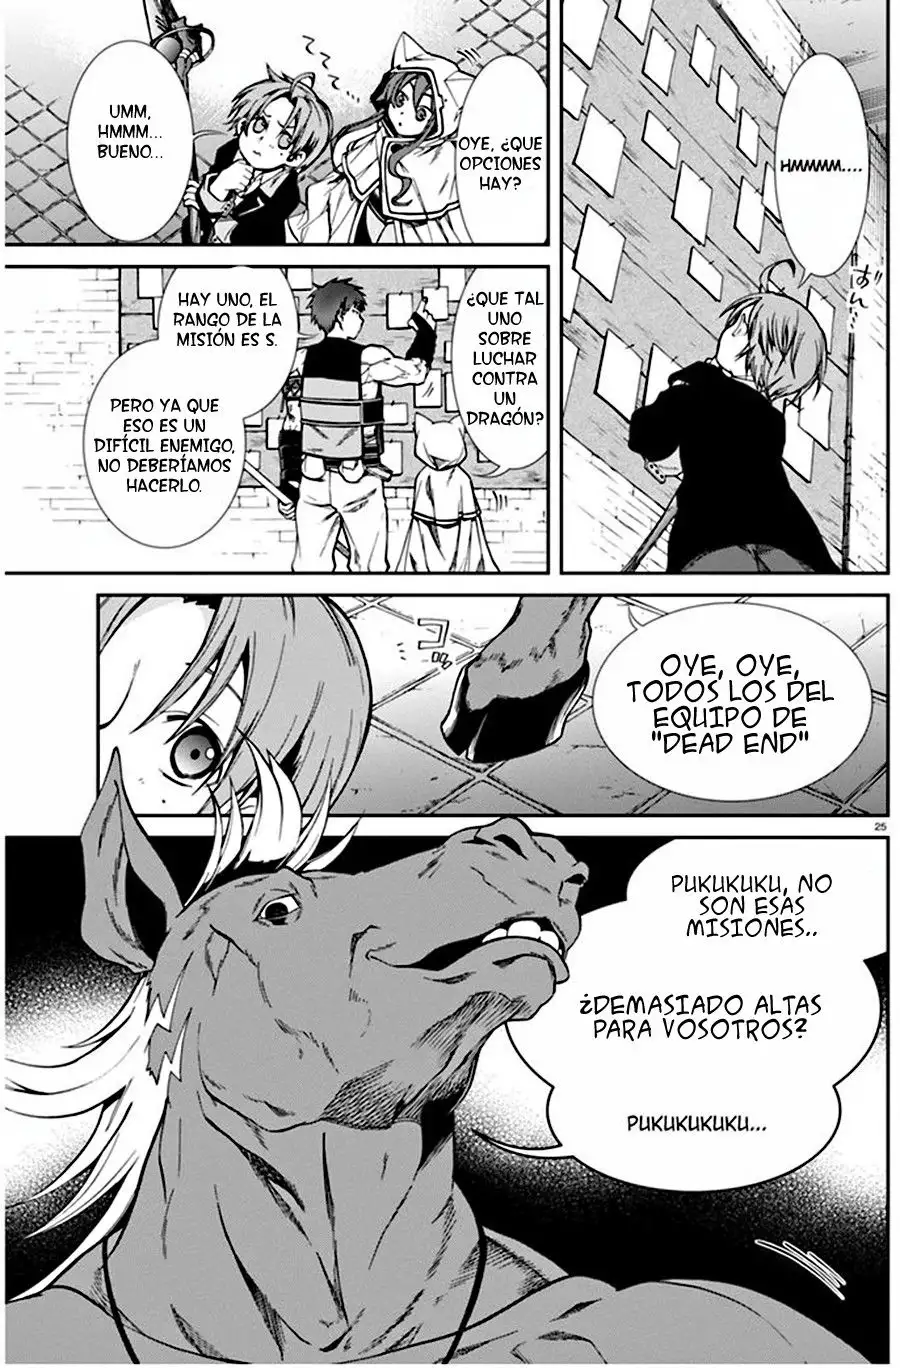 HMMMM....
ずん…
OYE, ¿QUE
OPCIONES
HAY?
UMM,
HMMM...
BUENO...
¿QUE TAL
UNO
SOBRE
LUCHAR
CONTRA
UN
DRAGÓN?
HAY UNO, EL
RANGO DE LA
MISIÓN ES S.
PERO YA QUE
ESO ES UN
DIFÍCIL ENEMIGO,
NO DEBERÍAMOS
HACERLO.
OYE, OYE,
TODOS LOS DEL
EQUIPO DE
"DEAD END"
25
PUKUKUKU, NO
SON ESAS
MISIONES..
¿DEMASIADO ALTAS
PARA VOSOTROS?
PUKUKUKUKU...